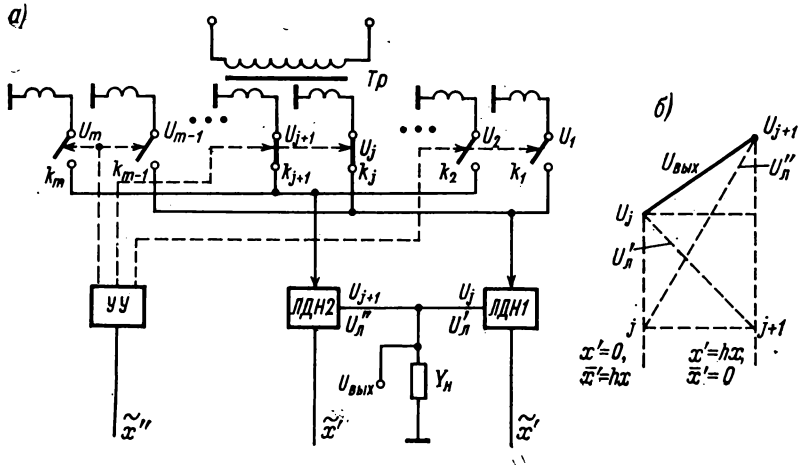 а)
Тр
б)
U_m U_{m-1} U_{j+1} U_j U_2 U_1
k_m k_{m-1} k_{j+1} k_j k_2 k_1
УУ ЛДН2 U_{j+1} U_j ЛДН1
U_л'' U_л'
U_вых Y_н
x̃'' x̃' x̃'
U_{j+1}
U_вых U_л''
U_j
U_л'
j j+1
x'=0, x'=hx,
x̄'=hx x̄'=0